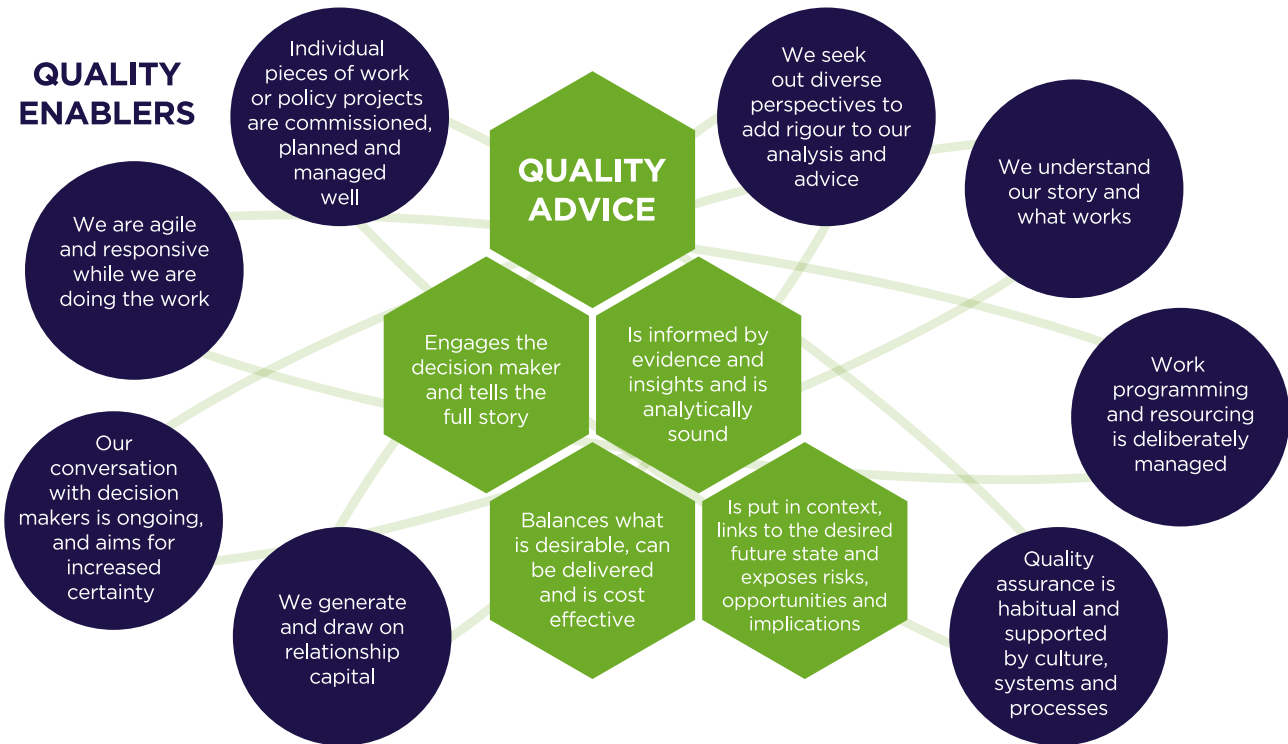 QUALITY
ENABLERS
Individual
pieces of work
or policy projects
are commissioned,
planned and
managed
well
We seek
out diverse
perspectives to
add rigour to our
analysis and
advice
We understand
our story and
what works
QUALITY
ADVICE
We are agile
and responsive
while we are
doing the work
Engages the
decision maker
and tells the
full story
Is informed by
evidence and
insights and is
analytically
sound
Work
programming
and resourcing
is deliberately
managed
Our
conversation
with decision
makers is ongoing,
and aims for
increased
certainty
We generate
and draw on
relationship
capital
Balances what
is desirable, can
be delivered
and is cost
effective
Is put in context,
links to the desired
future state and
exposes risks,
opportunities and
implications
Quality
assurance is
habitual and
supported
by culture,
systems and
processes